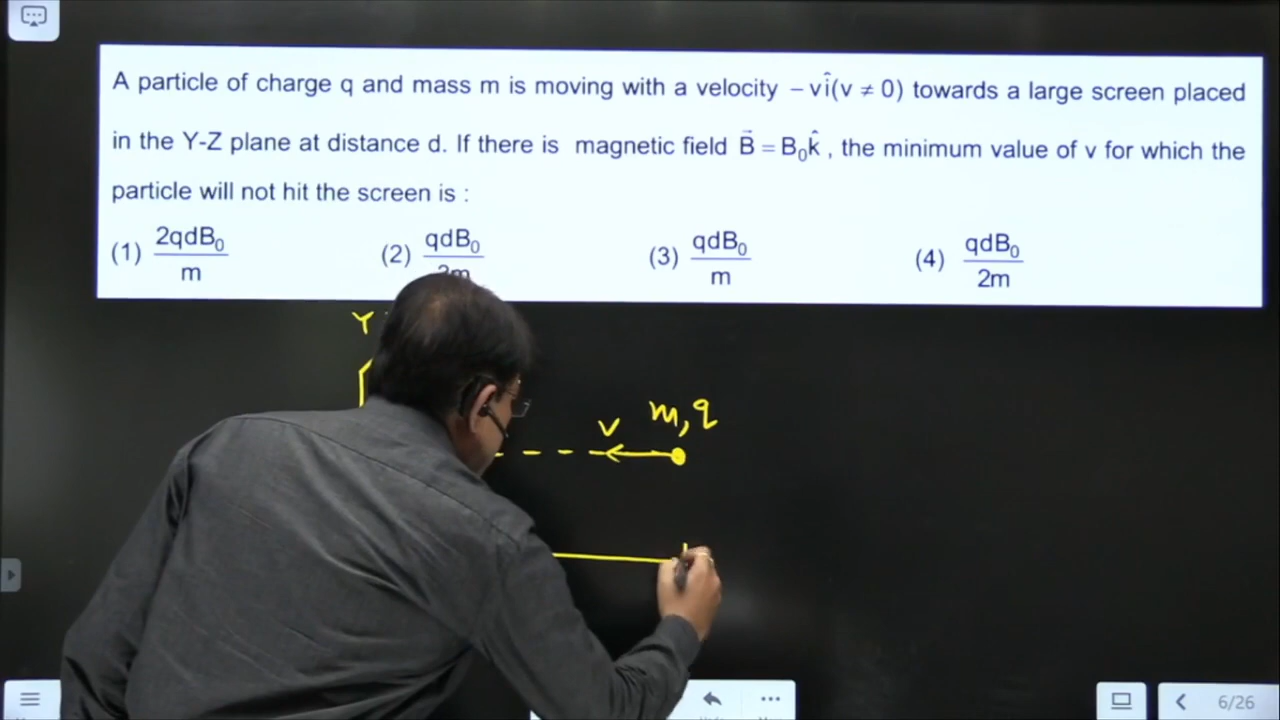 A particle of charge q and mass m is moving with a velocity − vî(v ≠ 0) towards a large screen placed
in the Y-Z plane at distance d. If there is magnetic field B⃗ = B₀k̂ , the minimum value of v for which the
particle will not hit the screen is :
(1) 2qdB₀/m (2) qdB₀/3m (3) qdB₀/m (4) qdB₀/2m
Y
v m, q
6/26